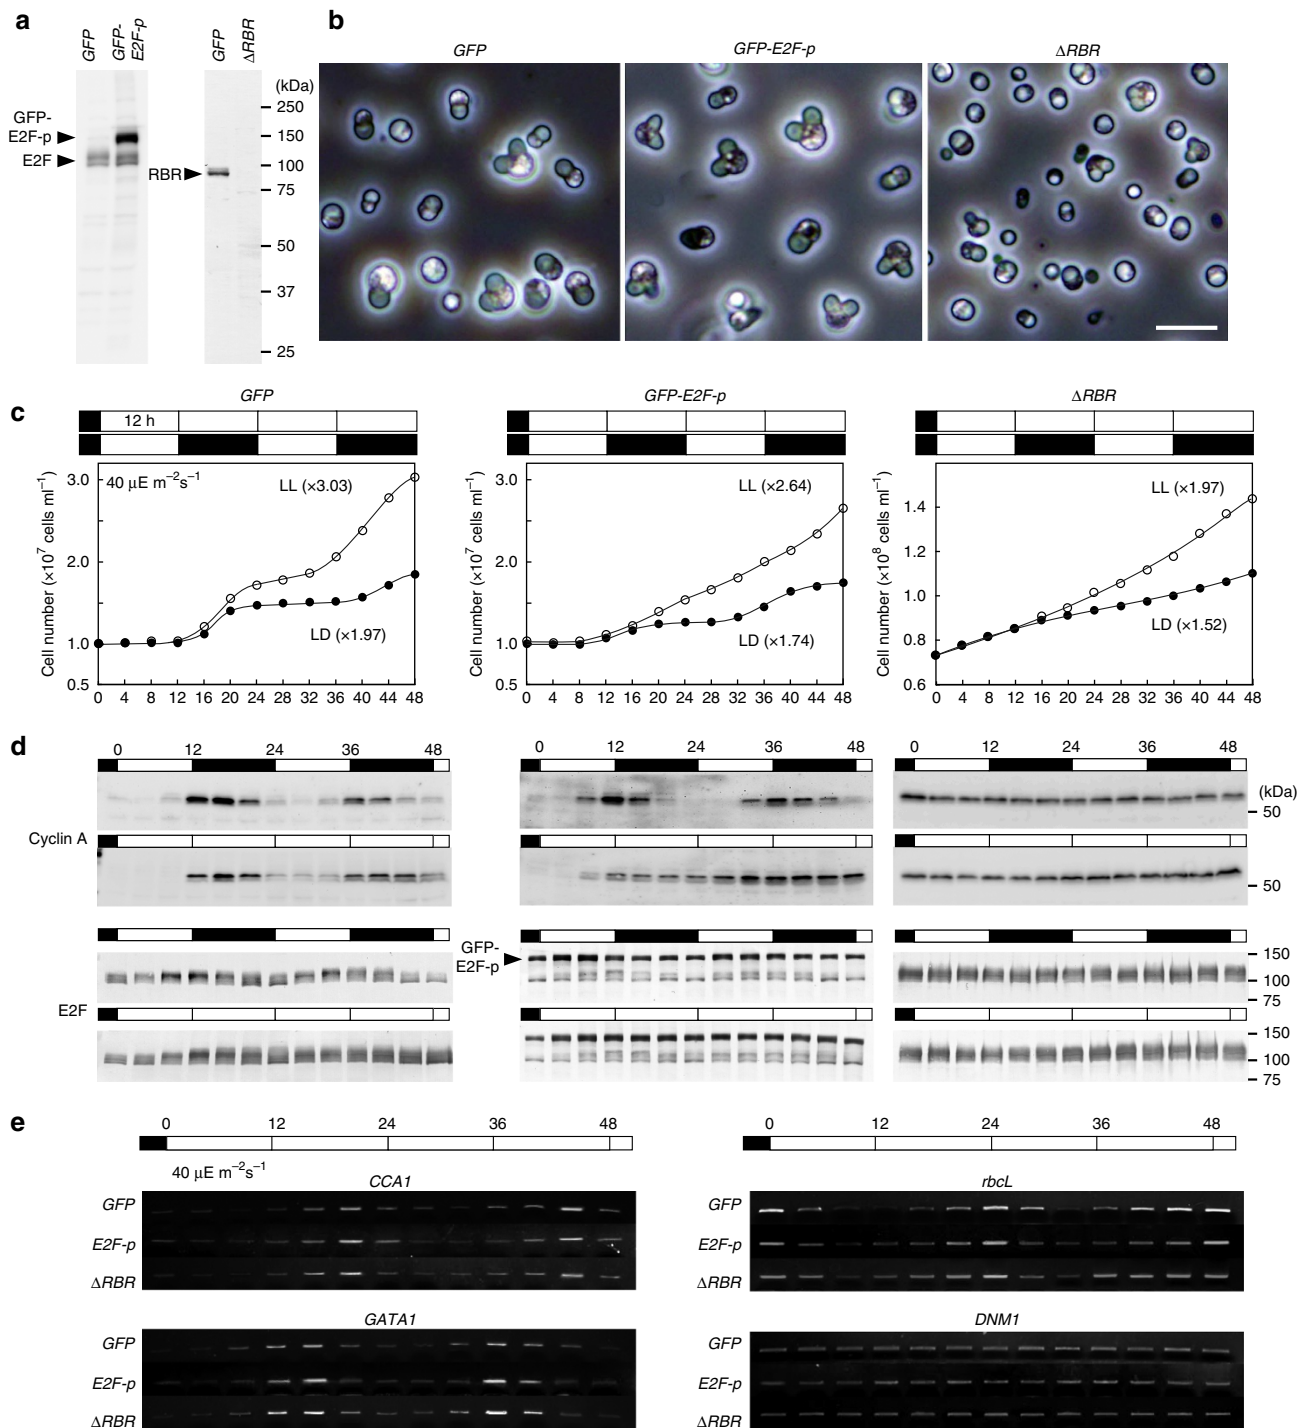 a
GFP
GFP-
E2F-p
GFP
ΔRBR
(kDa)
250
150
100
75
50
37
25
GFP-
E2F-p
E2F
RBR
b
GFP
GFP-E2F-p
ΔRBR
c
GFP
GFP-E2F-p
ΔRBR
12 h
40 μE m⁻²s⁻¹
LL (×3.03)
LD (×1.97)
Cell number (×10⁷ cells ml⁻¹)
3.0
2.0
1.0
0.5
0 4 8 12 16 20 24 28 32 36 40 44 48
LL (×2.64)
LD (×1.74)
Cell number (×10⁷ cells ml⁻¹)
3.0
2.0
1.0
0.5
0 4 8 12 16 20 24 28 32 36 40 44 48
LL (×1.97)
LD (×1.52)
Cell number (×10⁸ cells ml⁻¹)
1.4
1.2
1.0
0.8
0.6
0 4 8 12 16 20 24 28 32 36 40 44 48
d
0 12 24 36 48
0 12 24 36 48
0 12 24 36 48
(kDa)
50
Cyclin A
50
GFP-
E2F-p
150
100
75
E2F
150
100
75
e
0 12 24 36 48
0 12 24 36 48
40 μE m⁻²s⁻¹
CCA1
GFP
E2F-p
ΔRBR
rbcL
GFP
E2F-p
ΔRBR
GATA1
GFP
E2F-p
ΔRBR
DNM1
GFP
E2F-p
ΔRBR